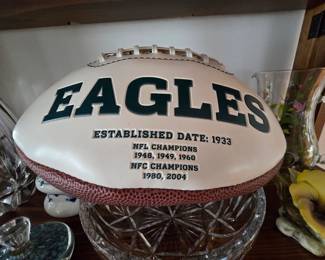 EAGLES
ESTABLISHED DATE: 1933
NFL CHAMPIONS
1948, 1949, 1960
NFC CHAMPIONS
1980, 2004